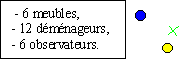 - 6 meubles,
- 12 déménageurs,
- 6 observateurs.